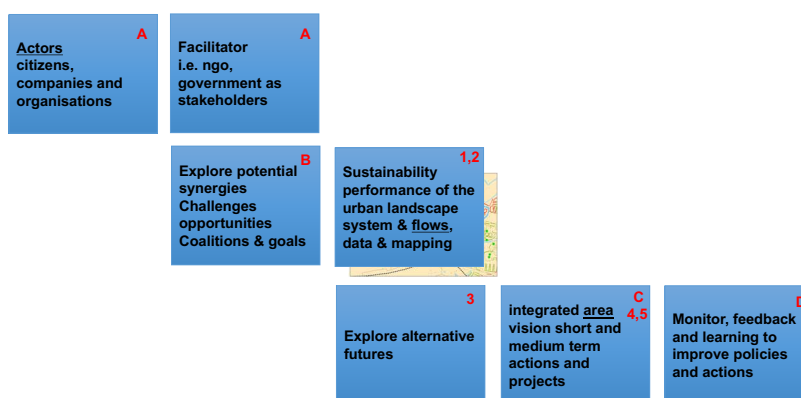 A
Actors
citizens,
companies and
organisations
A
Facilitator
i.e. ngo,
government as
stakeholders
B
Explore potential
synergies
Challenges
opportunities
Coalitions & goals
1,2
Sustainability
performance of the
urban landscape
system & flows,
data & mapping
3
Explore alternative
futures
C
4,5
integrated area
vision short and
medium term
actions and
projects
D
Monitor, feedback
and learning to
improve policies
and actions